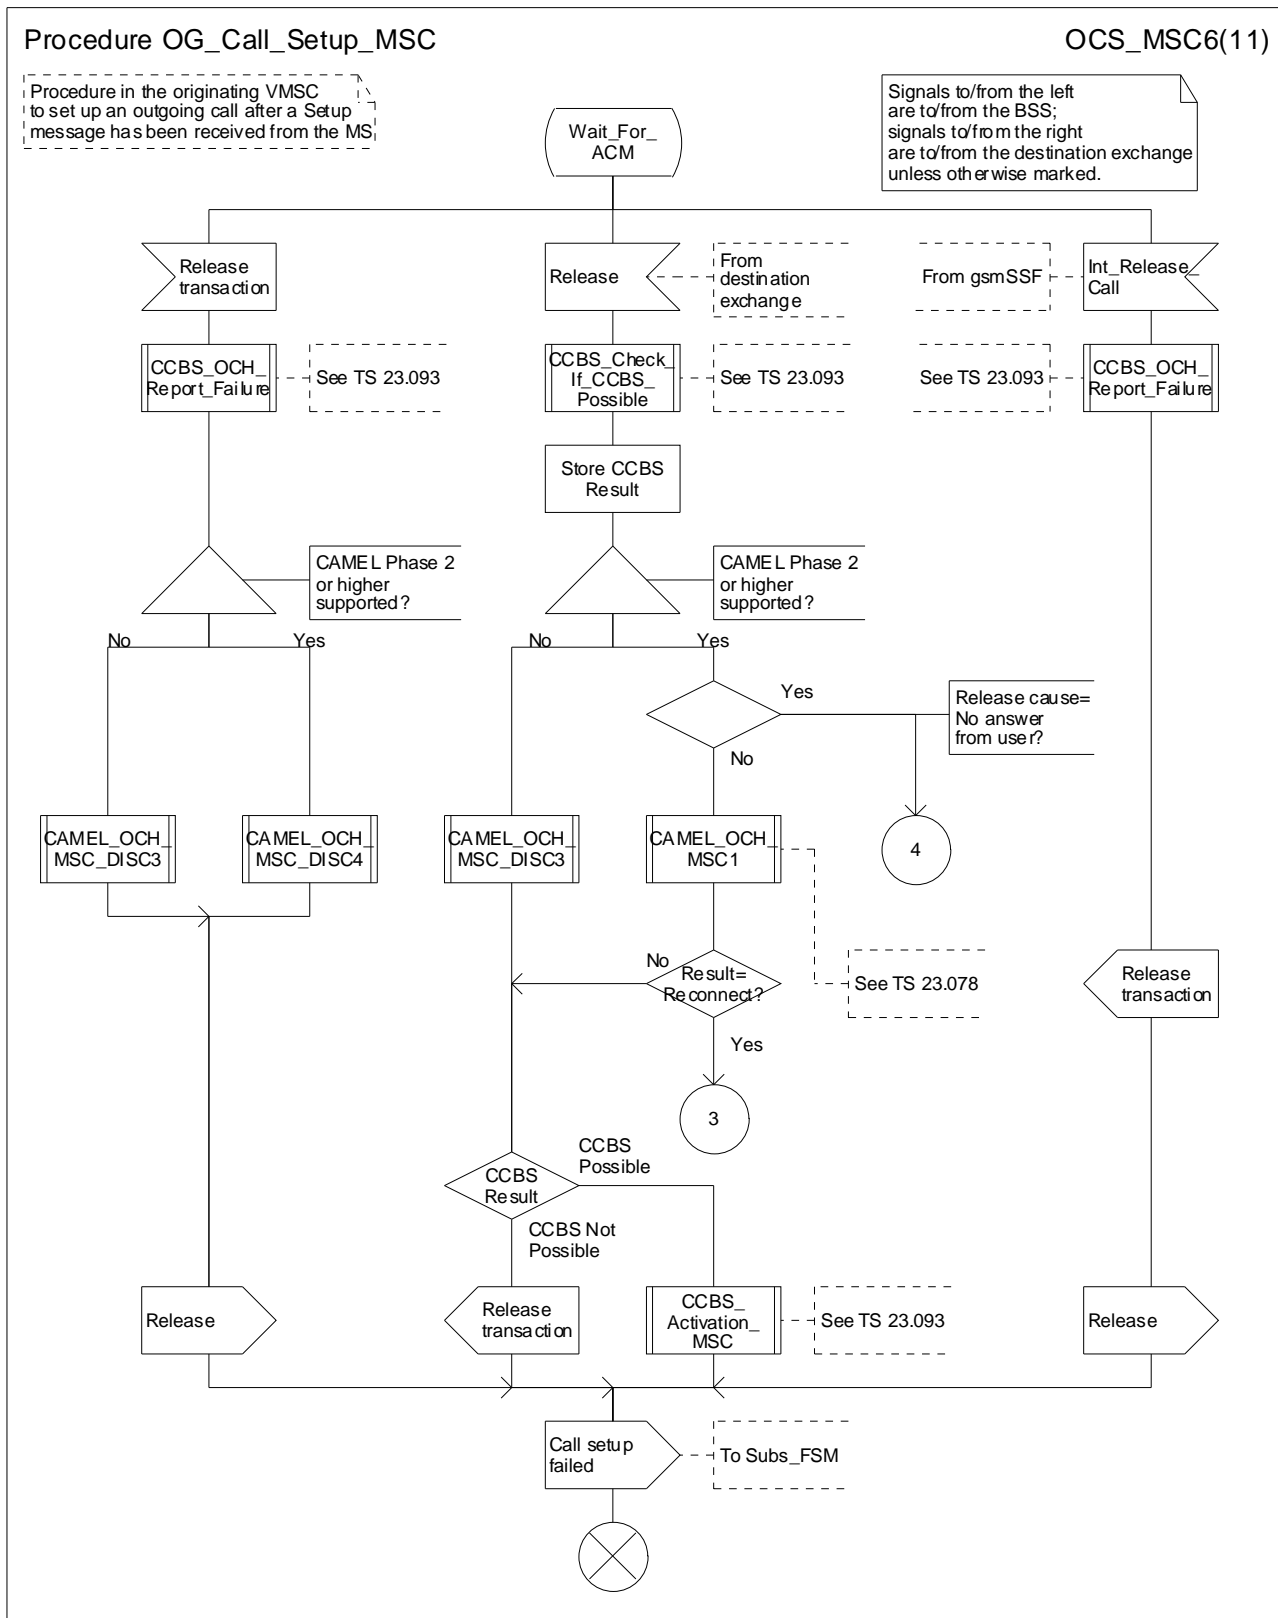 Procedure OG_Call_Setup_MSC
OCS_MSC6(11)
Procedure in the originating VMSC
to set up an outgoing call after a Setup
message has been received from the MS
Signals to/from the left
are to/from the BSS;
signals to/from the right
are to/from the destination exchange
unless otherwise marked.
Wait_For_
ACM
Release
transaction
Release
From
destination
exchange
From gsmSSF
Int_Release_
Call
CCBS_OCH_
Report_Failure
See TS 23.093
CCBS_Check_
If_CCBS_
Possible
See TS 23.093
See TS 23.093
CCBS_OCH_
Report_Failure
Store CCBS
Result
CAMEL Phase 2
or higher
supported?
CAMEL Phase 2
or higher
supported?
No
Yes
No
Yes
Yes
Release cause=
No answer
from user?
No
CAMEL_OCH_
MSC_DISC3
CAMEL_OCH_
MSC_DISC4
CAMEL_OCH_
MSC_DISC3
CAMEL_OCH_
MSC1
4
No
Result=
Reconnect?
See TS 23.078
Release
transaction
Yes
3
CCBS
Possible
CCBS
Result
CCBS Not
Possible
Release
Release
transaction
CCBS_
Activation_
MSC
See TS 23.093
Release
Call setup
failed
To Subs_FSM